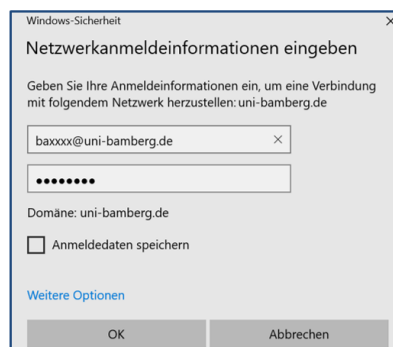 Windows-Sicherheit
Netzwerkanmeldeinformationen eingeben
Geben Sie Ihre Anmeldeinformationen ein, um eine Verbindung
mit folgendem Netzwerk herzustellen: uni-bamberg.de
baxxxx@uni-bamberg.de
••••••••
Domäne: uni-bamberg.de
Anmeldedaten speichern
Weitere Optionen
OK
Abbrechen